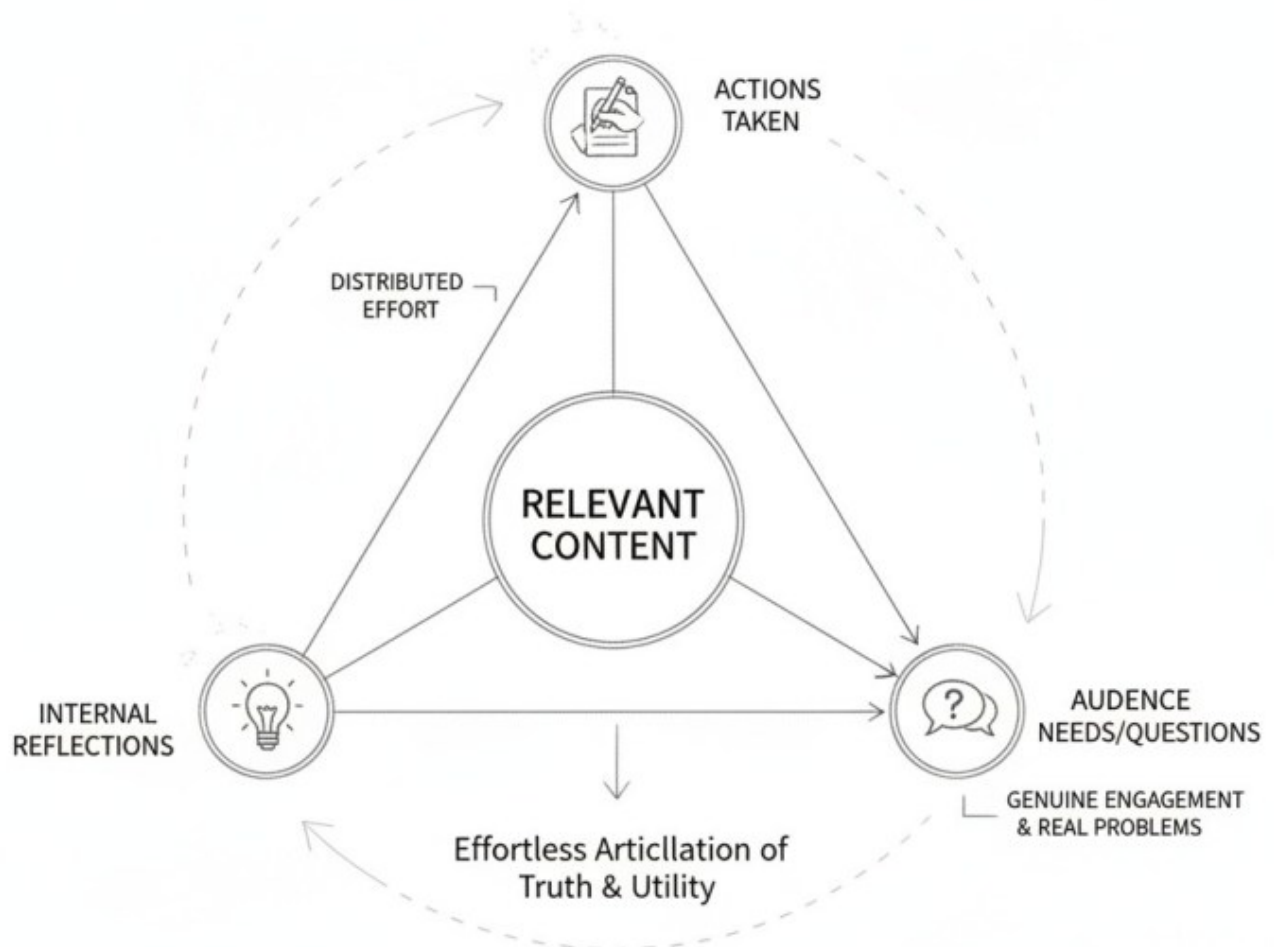 ACTIONS
TAKEN
DISTRIBUTED
EFFORT
RELEVANT
CONTENT
INTERNAL
REFLECTIONS
AUDENCE
NEEDS/QUESTIONS
GENUINE ENGAGEMENT
& REAL PROBLEMS
Effortless Articllation of
Truth & Utility